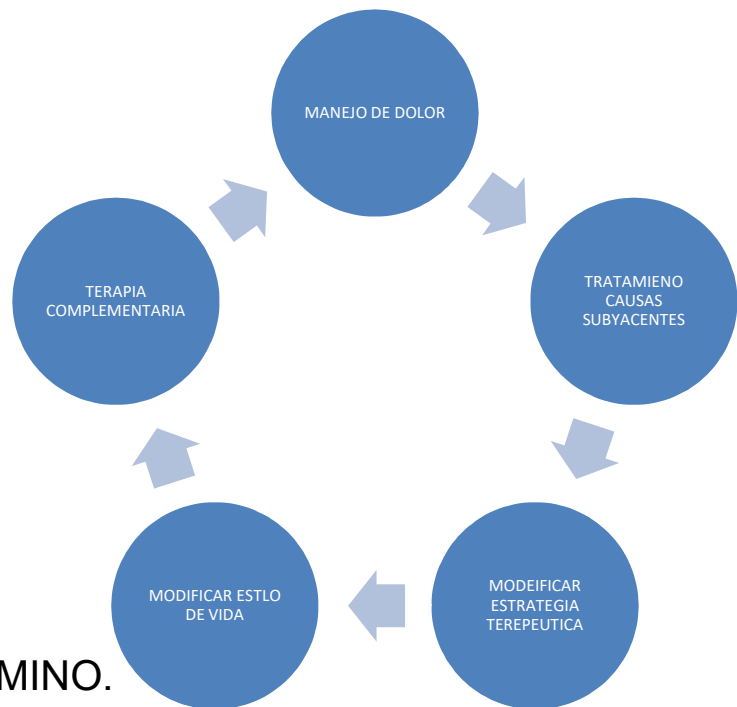 MANEJO DE DOLOR
TRATAMIENO
CAUSAS
SUBYACENTES
MODEIFICAR
ESTRATEGIA
TEREPEUTICA
MODIFICAR ESTLO
DE VIDA
TERAPIA
COMPLEMENTARIA
MINO.